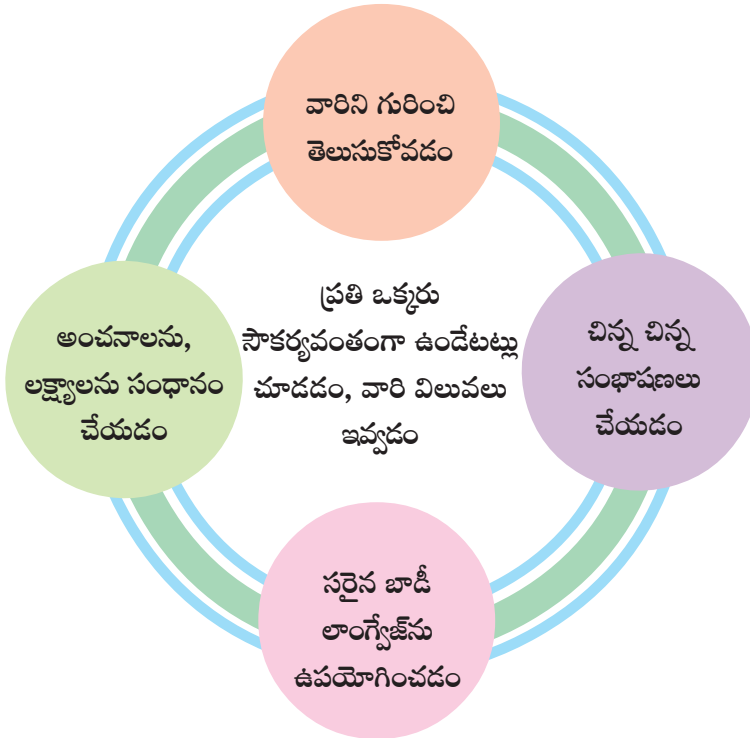 వారిని గురించి
తెలుసుకోవడం
ప్రతి ఒక్కరు
సౌకర్యవంతంగా ఉండేటట్లు
చూడడం, వారి విలువలు
ఇవ్వడం
చిన్న చిన్న
సంభాషణలు
చేయడం
సరైన బాడీ
లాంగ్వేజ్‌ను
ఉపయోగించడం
అంచనాలను,
లక్ష్యాలను సంధానం
చేయడం